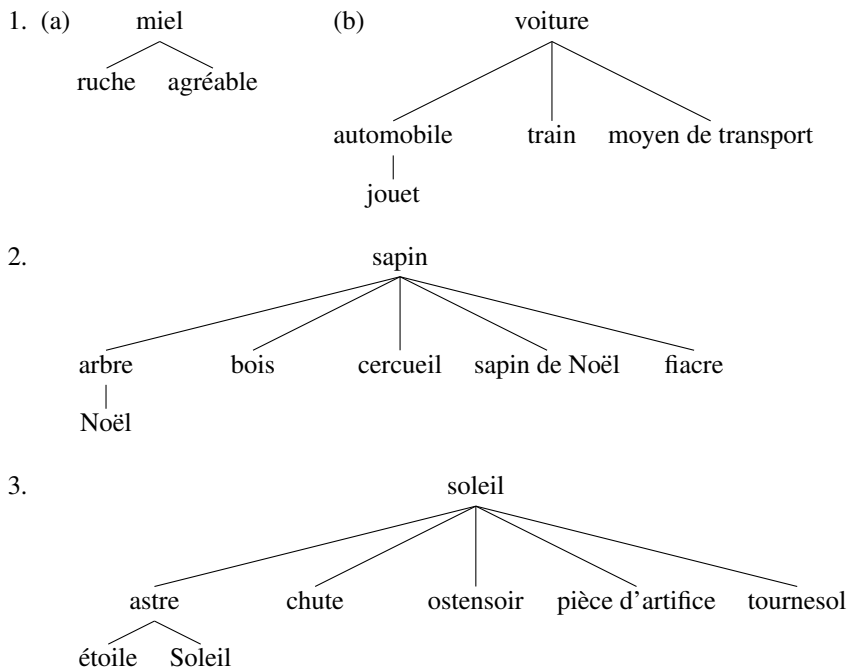 1. (a) miel (b) voiture
ruche agréable
automobile train moyen de transport
jouet
2. sapin
arbre bois cercueil sapin de Noël fiacre
Noël
3. soleil
astre chute ostensoir pièce d'artifice tournesol
étoile Soleil